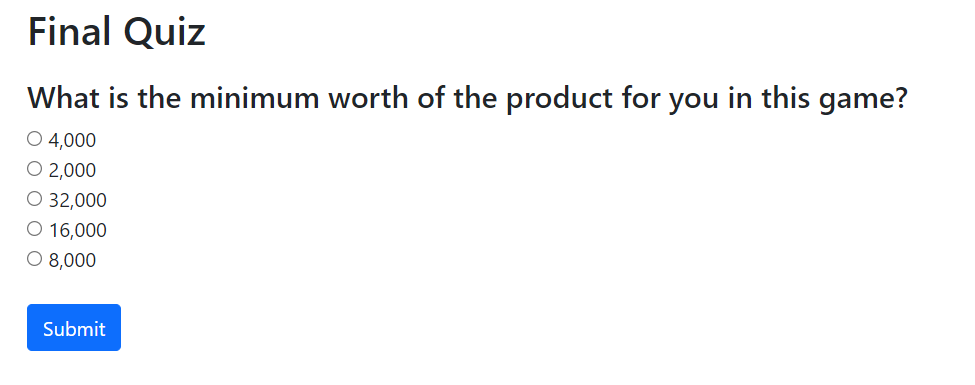 Final Quiz
What is the minimum worth of the product for you in this game?
4,000
2,000
32,000
16,000
8,000
Submit